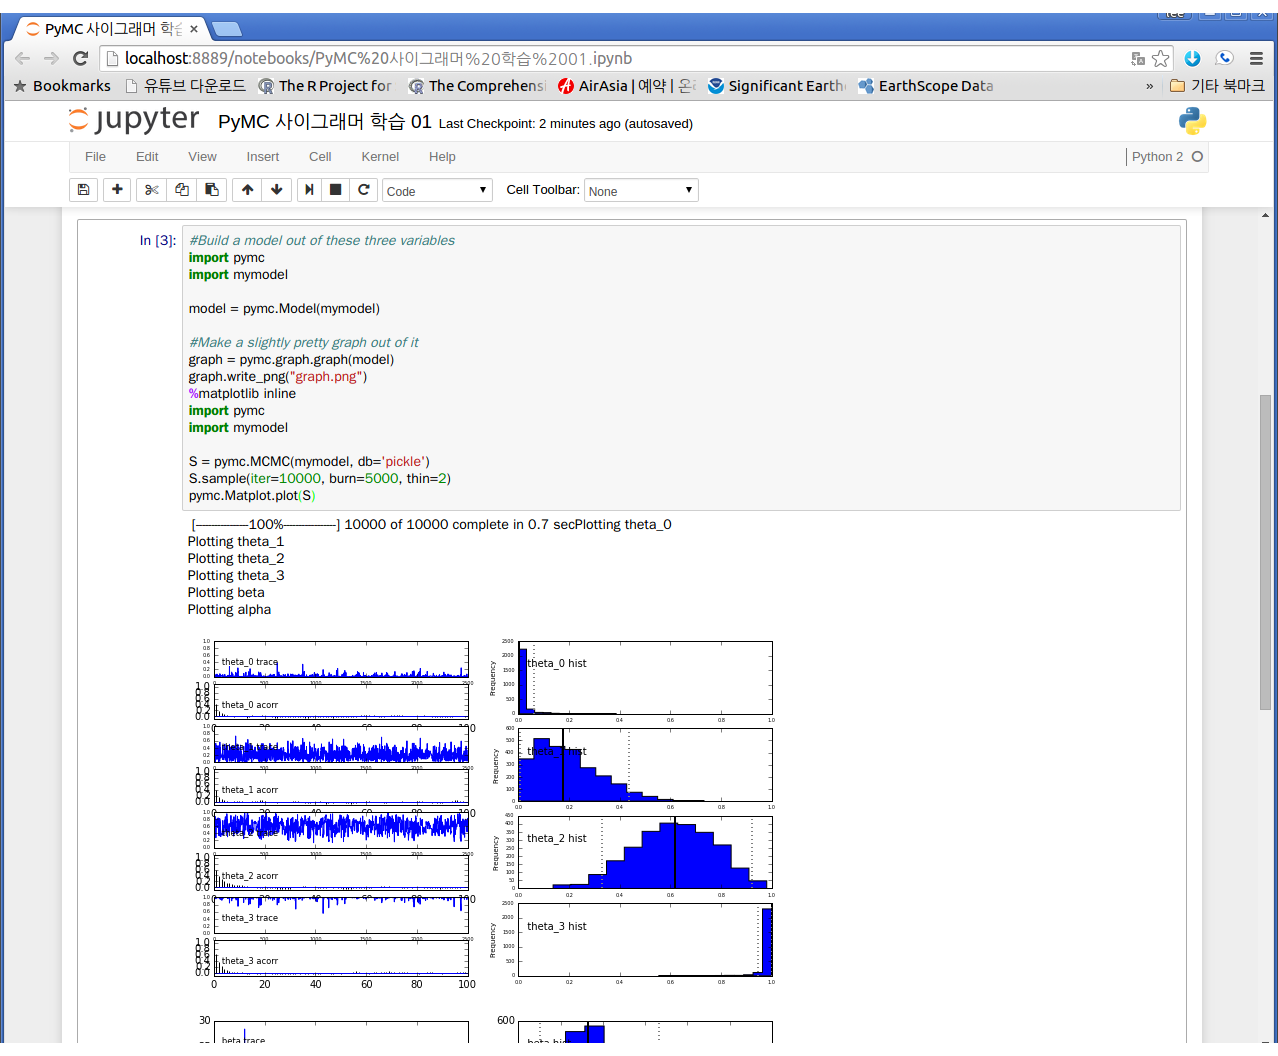 lee
PyMC 사이그래머 학습
localhost:8889/notebooks/PyMC%20사이그래머%20학습%2001.ipynb
Bookmarks 유튜브 다운로드 The R Project for The Comprehensi AirAsia | 예약 | 온 Significant Earth EarthScope Data » 기타 북마크
jupyter PyMC 사이그래머 학습 01 Last Checkpoint: 2 minutes ago (autosaved)
File Edit View Insert Cell Kernel Help Python 2
Code Cell Toolbar: None
In [3]: #Build a model out of these three variables
import pymc
import mymodel
model = pymc.Model(mymodel)
#Make a slightly pretty graph out of it
graph = pymc.graph.graph(model)
graph.write_png("graph.png")
%matplotlib inline
import pymc
import mymodel
S = pymc.MCMC(mymodel, db='pickle')
S.sample(iter=10000, burn=5000, thin=2)
pymc.Matplot.plot(S)
[-----------------100%-----------------] 10000 of 10000 complete in 0.7 secPlotting theta_0
Plotting theta_1
Plotting theta_2
Plotting theta_3
Plotting beta
Plotting alpha
theta_0 trace
theta_0 acorr
theta_0 hist
Frequency
theta_1 acorr
Frequency
theta_2 acorr
theta_2 hist
Frequency
theta_3 trace
theta_3 acorr
0 20 40 60 80 100
theta_3 hist
Frequency
0.0 0.2 0.4 0.6 0.8 1.0
30
beta trace
600
beta hist